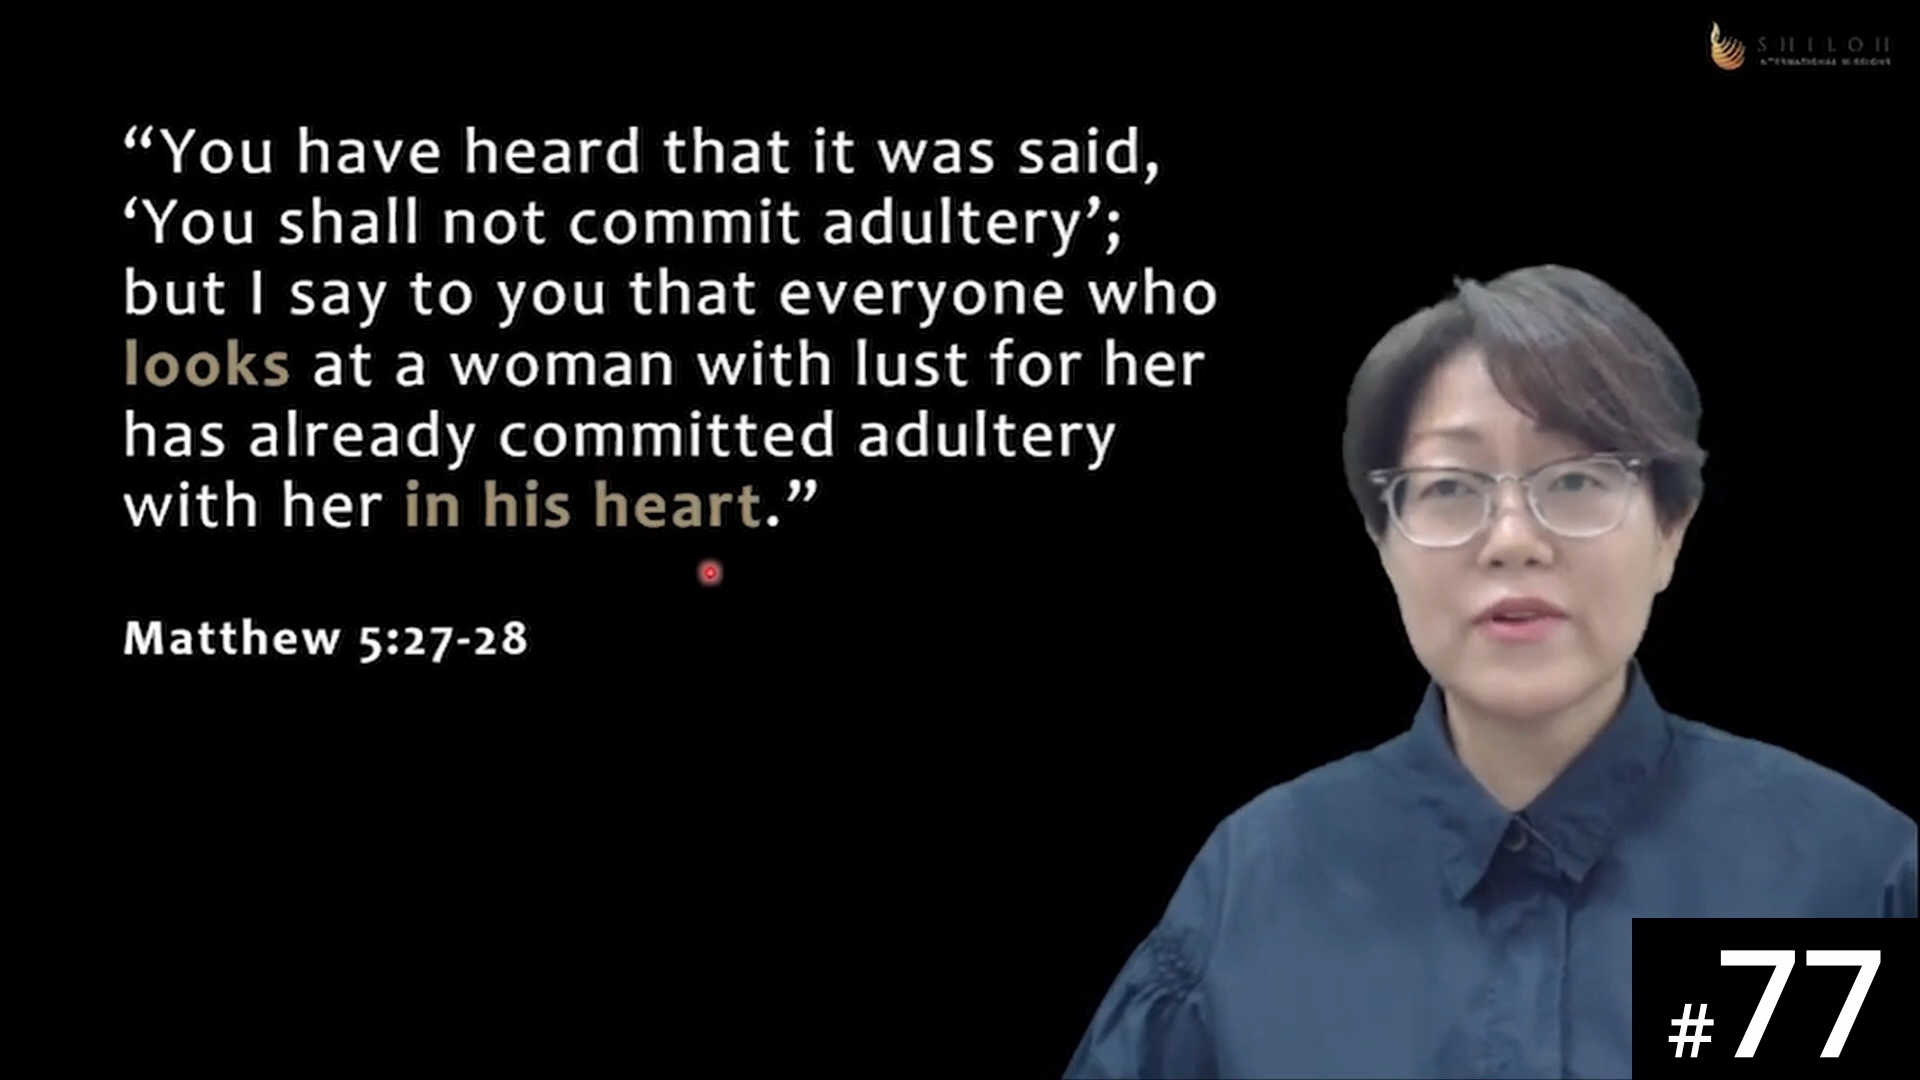 SHILOH
INTERNATIONAL MISSIONS
“You have heard that it was said,
‘You shall not commit adultery’;
but I say to you that everyone who
looks at a woman with lust for her
has already committed adultery
with her in his heart.”
Matthew 5:27-28
#77